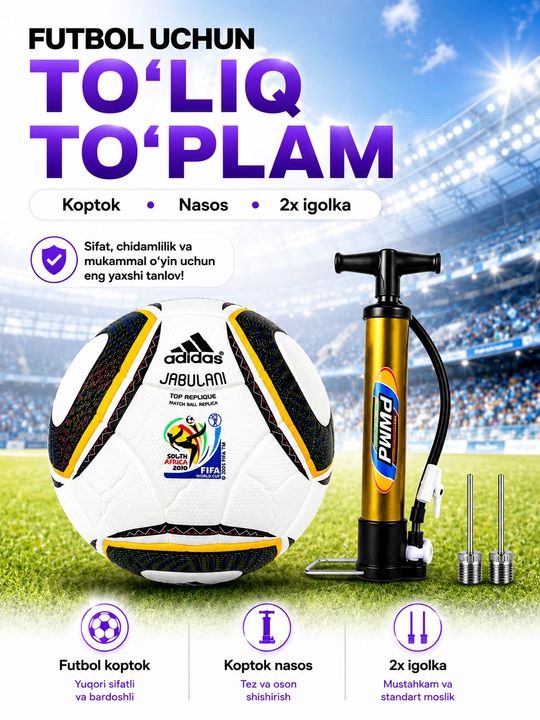 FUTBOL UCHUN
TO‘LIQ
TO‘PLAM
Koptok • Nasos • 2x igolka
Sifat, chidamlilik va
mukammal o‘yin uchun
eng yaxshi tanlov!
adidas
JABULANI
TOP REPLIQUE
MATCH BALL REPLICA
SOUTH
AFRICA
2010
FIFA
WORLD CUP
PWMP
Futbol koptok
Yuqori sifatli
va bardoshli
Koptok nasos
Tez va oson
shishirish
2x igolka
Mustahkam va
standart moslik